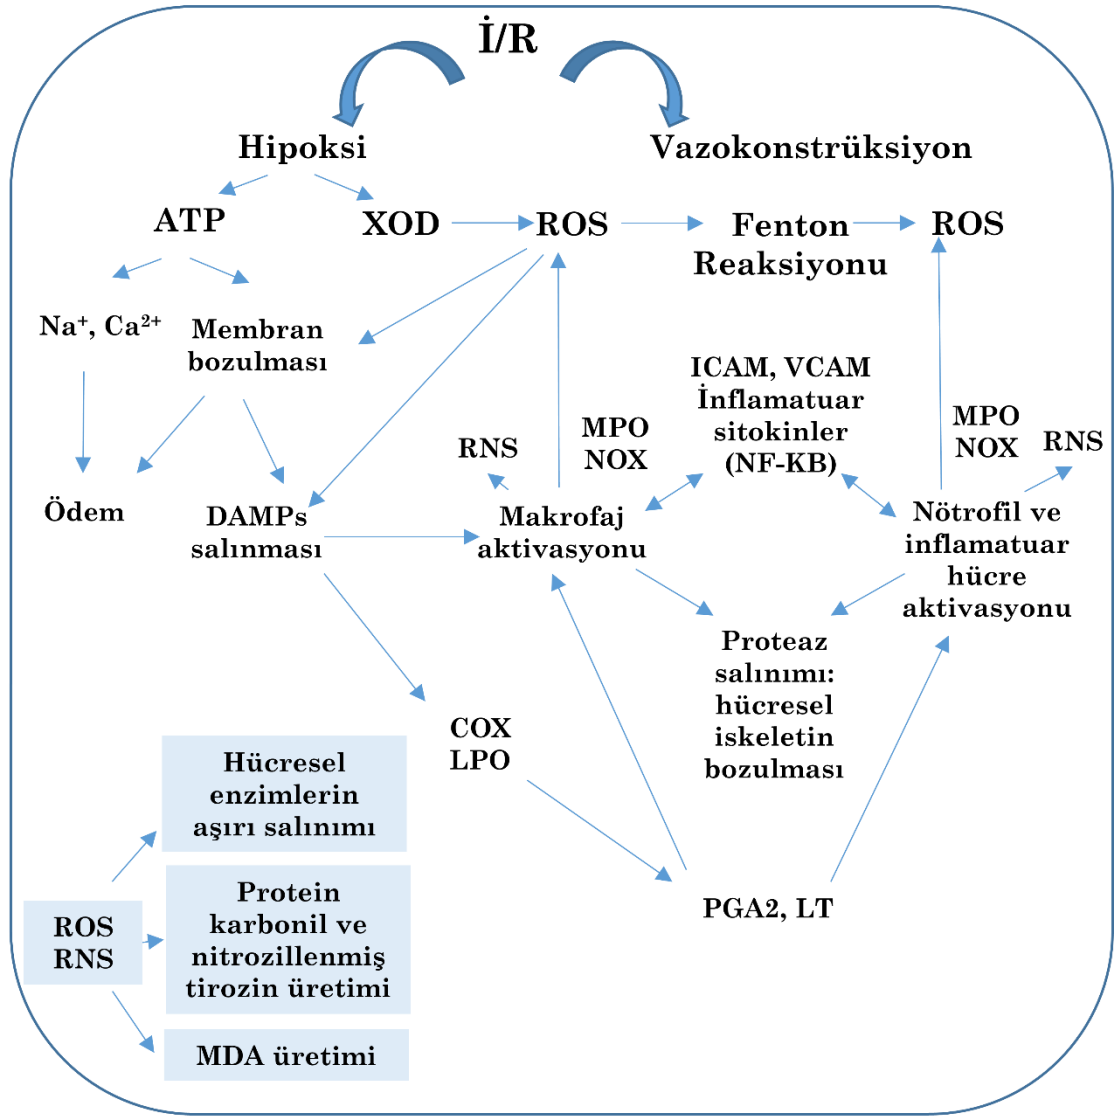 İ/R
Hipoksi
Vazokonstrüksiyon
ATP
XOD
ROS
Fenton
Reaksiyonu
ROS
Na⁺, Ca²⁺
Membran
bozulması
ICAM, VCAM
İnflamatuar
sitokinler
(NF-KB)
RNS
MPO
NOX
MPO
NOX
RNS
Ödem
DAMPs
salınması
Makrofaj
aktivasyonu
Nötrofil ve
inflamatuar
hücre
aktivasyonu
Proteaz
salınımı:
hücresel
iskeletin
bozulması
COX
LPO
PGA2, LT
Hücresel
enzimlerin
aşırı salınımı
ROS
RNS
Protein
karbonil ve
nitrozillenmiş
tirozin üretimi
MDA üretimi